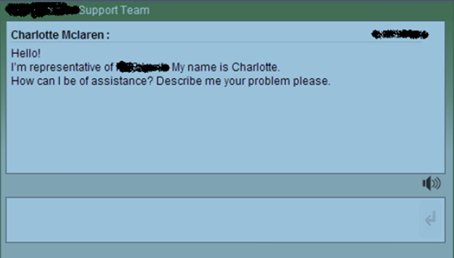 Support Team
Charlotte Mclaren :
Hello!
I'm representative of My name is Charlotte.
How can I be of assistance? Describe me your problem please.